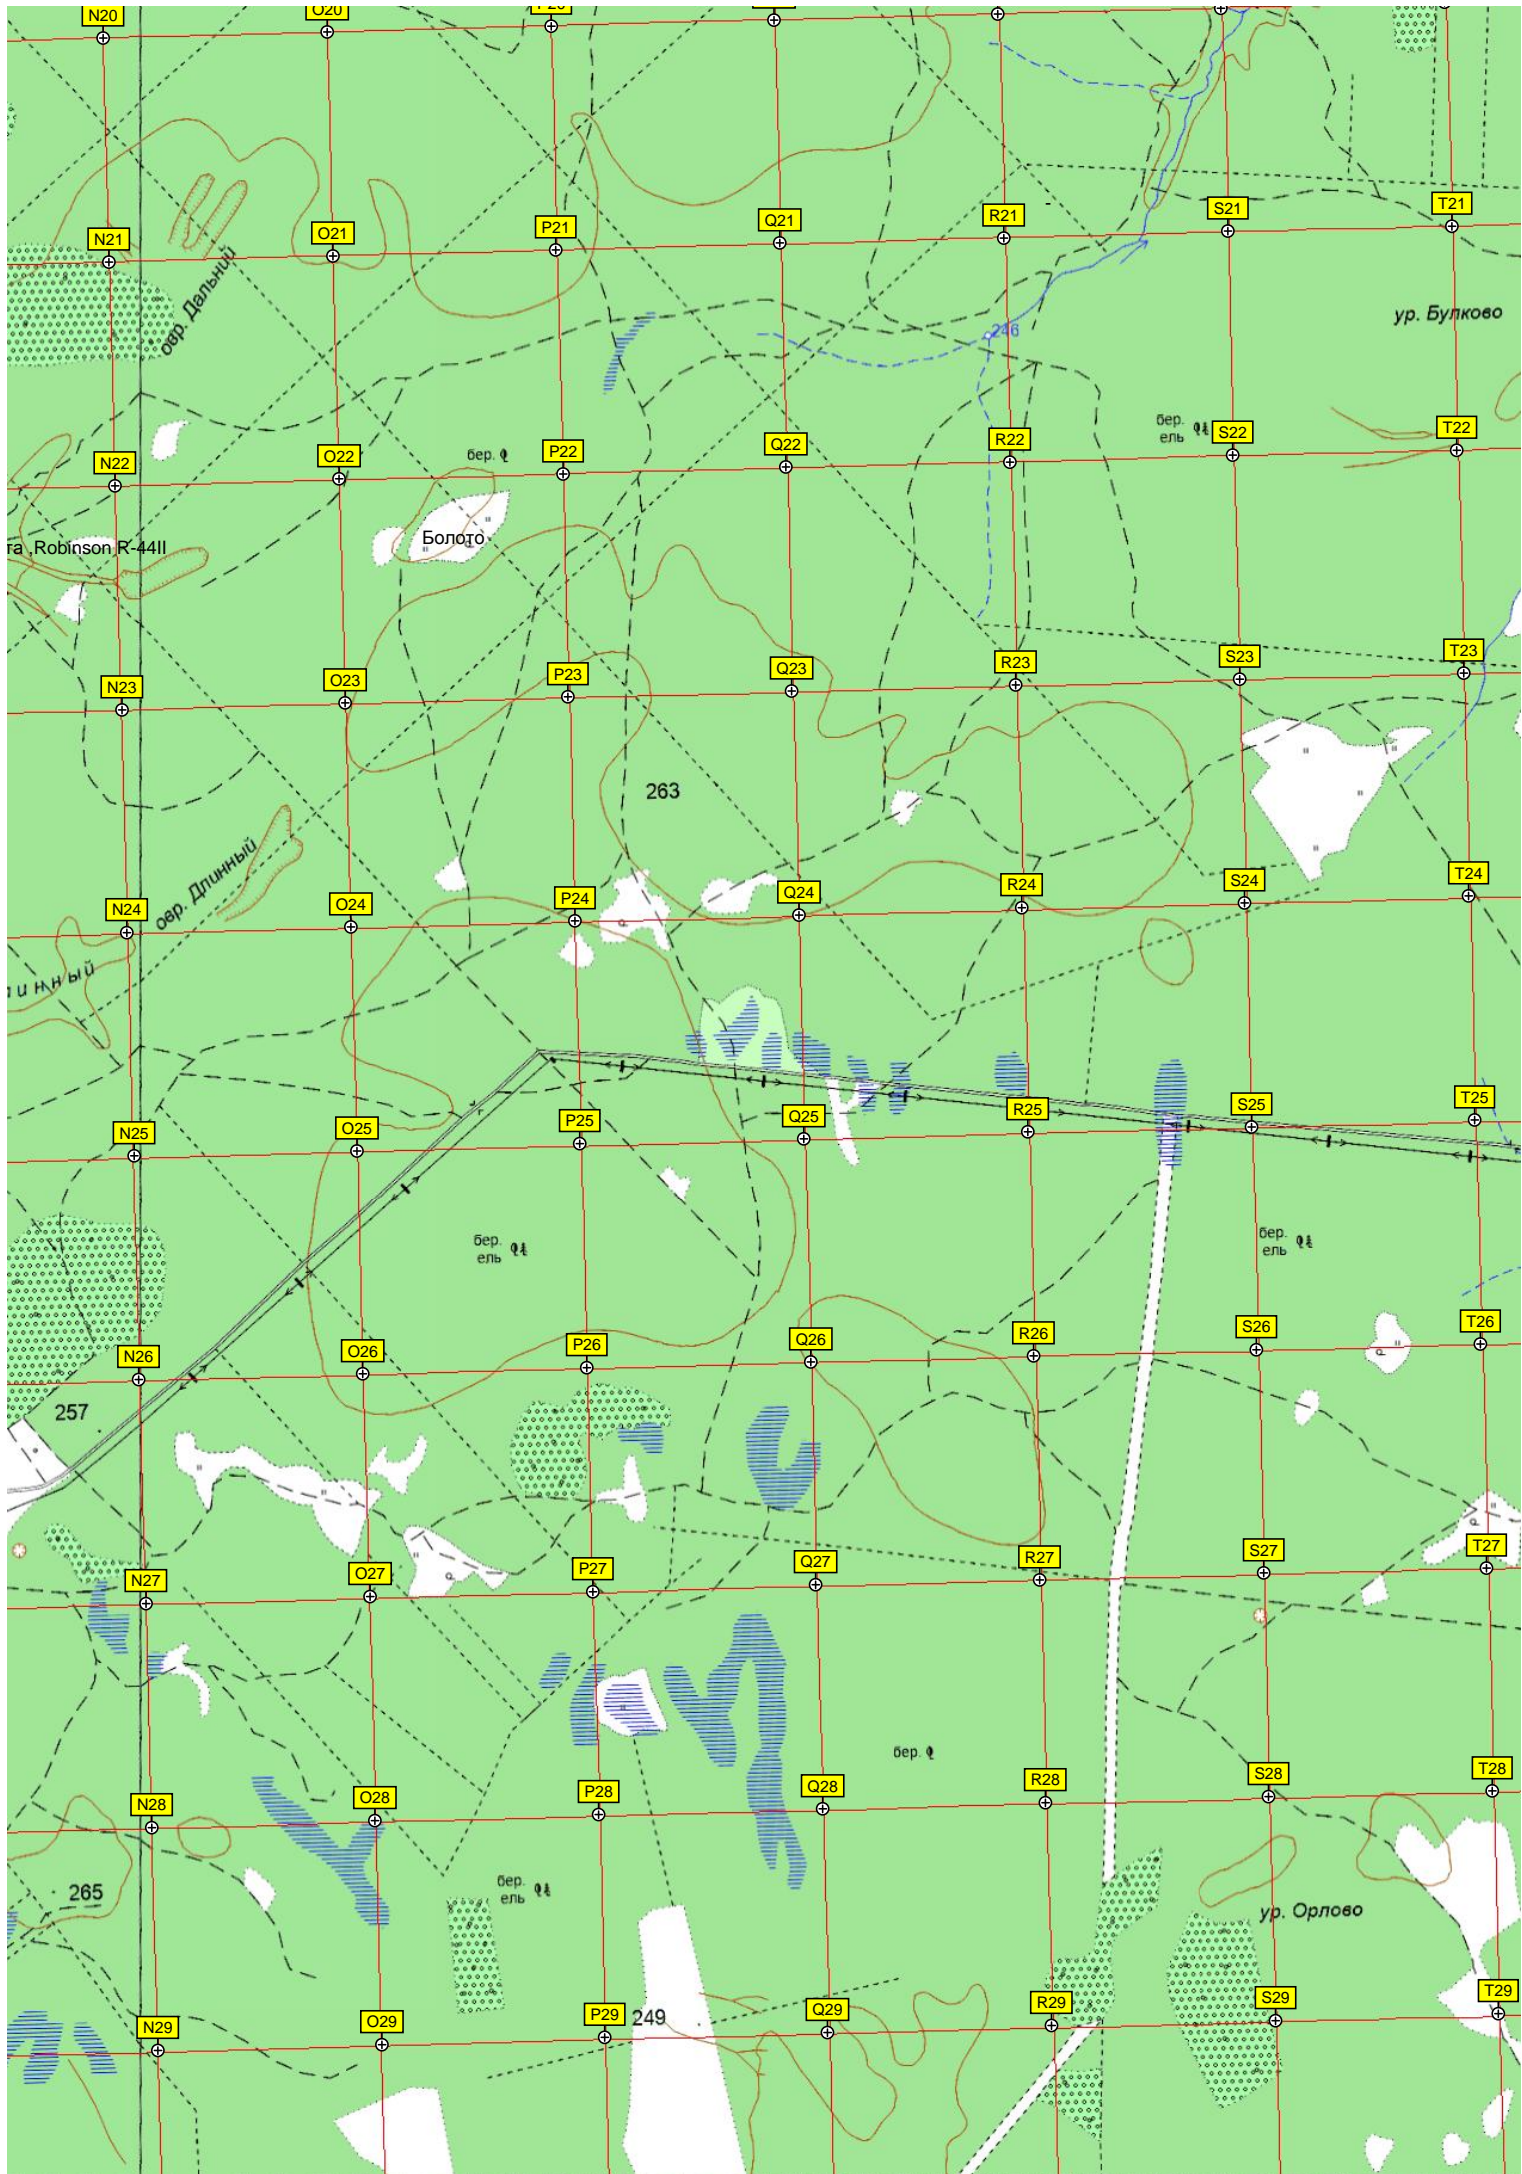 N20
O20
P20
N21
O21
P21
Q21
R21
S21
T21
овр. Дальний
246
ур. Булково
N22
O22
бер.
P22
Q22
R22
бер.
ель
S22
T22
Болото
та ,Robinson R-44II
N23
O23
P23
Q23
R23
S23
T23
263
овр. Длинный
N24
O24
P24
Q24
R24
S24
T24
инный
N25
O25
P25
Q25
R25
S25
T25
бер.
ель
бер.
ель
N26
O26
P26
Q26
R26
S26
T26
257
N27
O27
P27
Q27
R27
S27
T27
бер.
N28
O28
P28
Q28
R28
S28
T28
265
бер.
ель
ур. Орлово
N29
O29
P29
249
Q29
R29
S29
T29